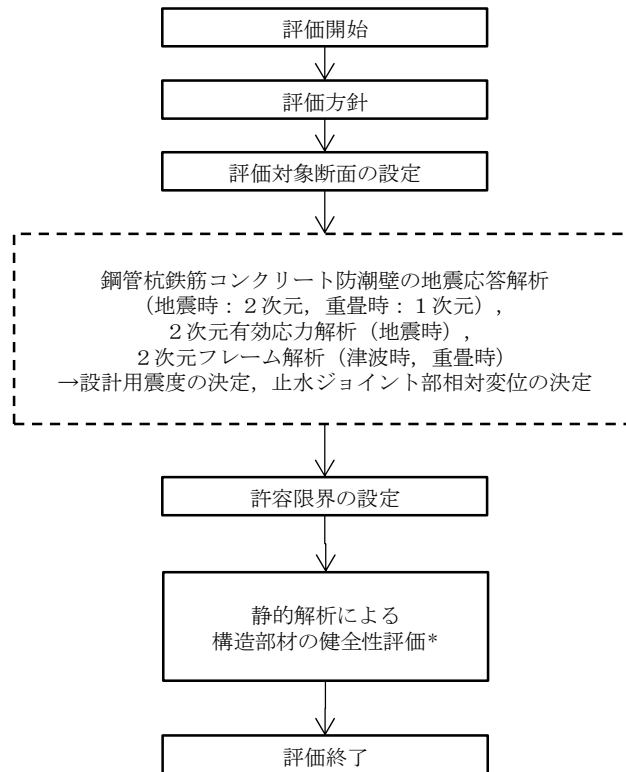 評価開始
評価方針
評価対象断面の設定
鋼管杭鉄筋コンクリート防潮壁の地震応答解析
（地震時：２次元，重畳時：１次元），
２次元有効応力解析（地震時），
２次元フレーム解析（津波時，重畳時）
→設計用震度の決定，止水ジョイント部相対変位の決定
許容限界の設定
静的解析による
構造部材の健全性評価*
評価終了